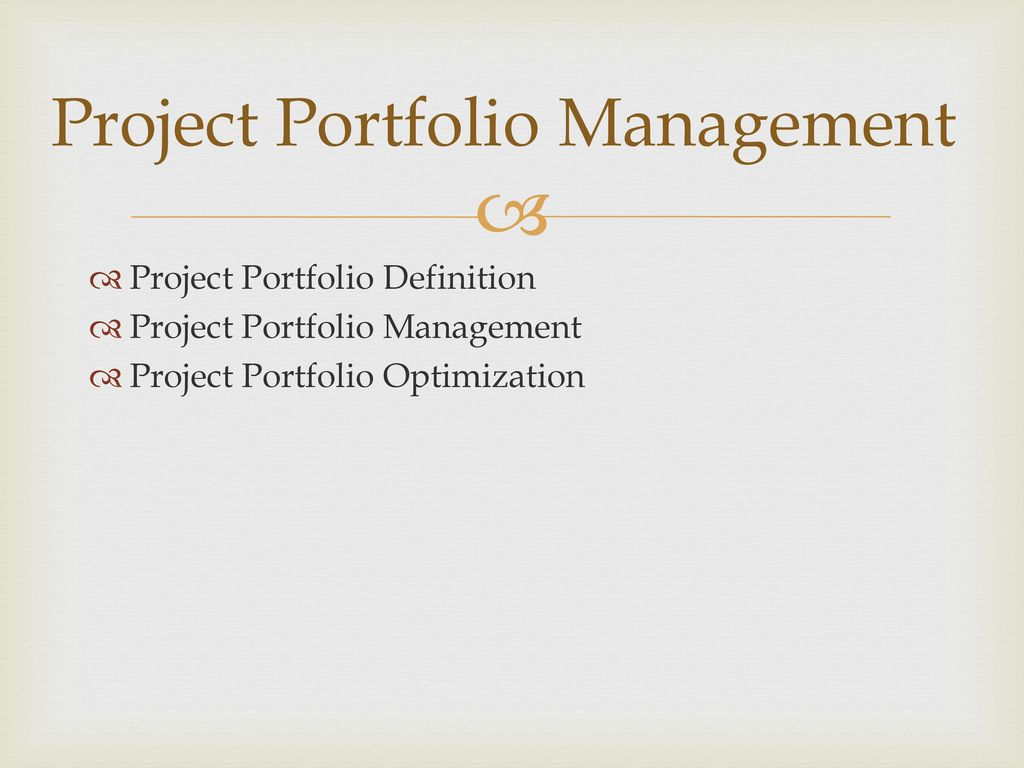 Project Portfolio Management
Project Portfolio Definition
Project Portfolio Management
Project Portfolio Optimization